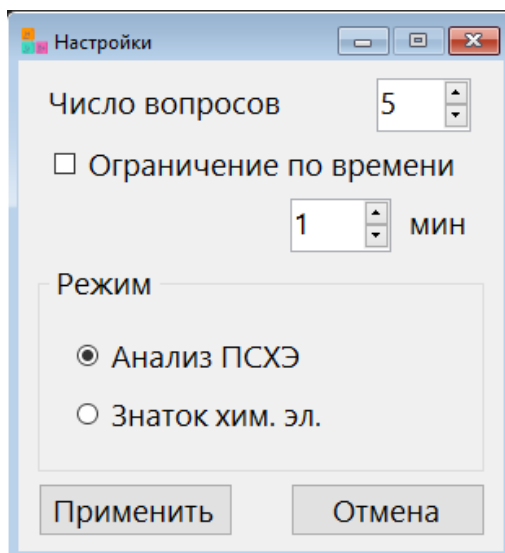 Настройки
Число вопросов 5
Ограничение по времени
1 мин
Режим
Анализ ПСХЭ
Знаток хим. эл.
Применить Отмена